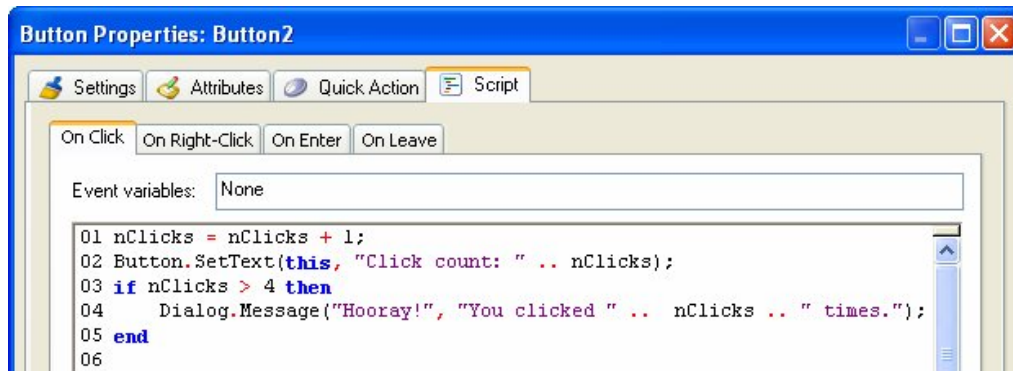 Button Properties: Button2
Settings Attributes Quick Action Script
On Click On Right-Click On Enter On Leave
Event variables: None
01 nClicks = nClicks + 1;
02 Button.SetText(this, "Click count: " .. nClicks);
03 if nClicks > 4 then
04 Dialog.Message("Hooray!", "You clicked " .. nClicks .. " times.");
05 end
06